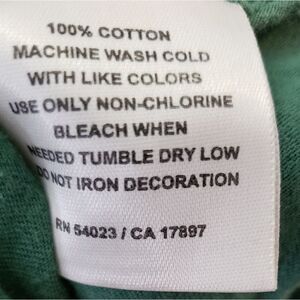 100% COTTON
MACHINE WASH COLD
WITH LIKE COLORS
USE ONLY NON-CHLORINE
BLEACH WHEN
NEEDED TUMBLE DRY LOW
DO NOT IRON DECORATION
RN 54023 / CA 17897